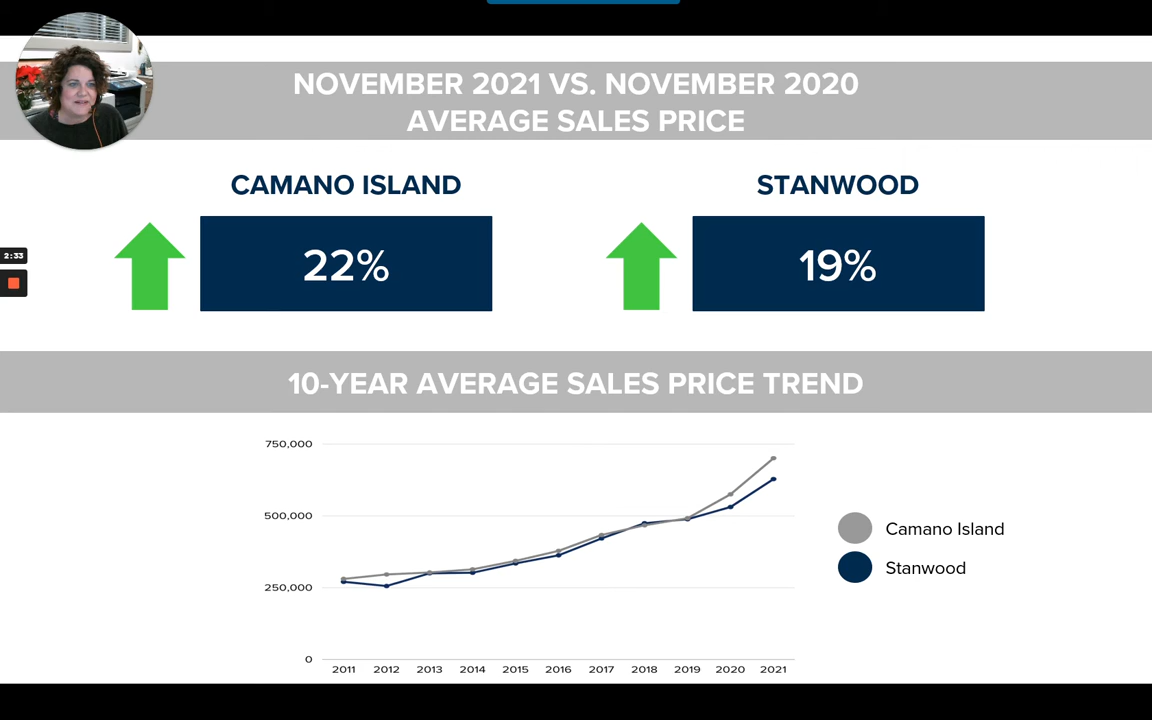 NOVEMBER 2021 VS. NOVEMBER 2020
AVERAGE SALES PRICE
CAMANO ISLAND
STANWOOD
2:33
22%
19%
10-YEAR AVERAGE SALES PRICE TREND
750,000
500,000
250,000
0
2011 2012 2013 2014 2015 2016 2017 2018 2019 2020 2021
Camano Island
Stanwood